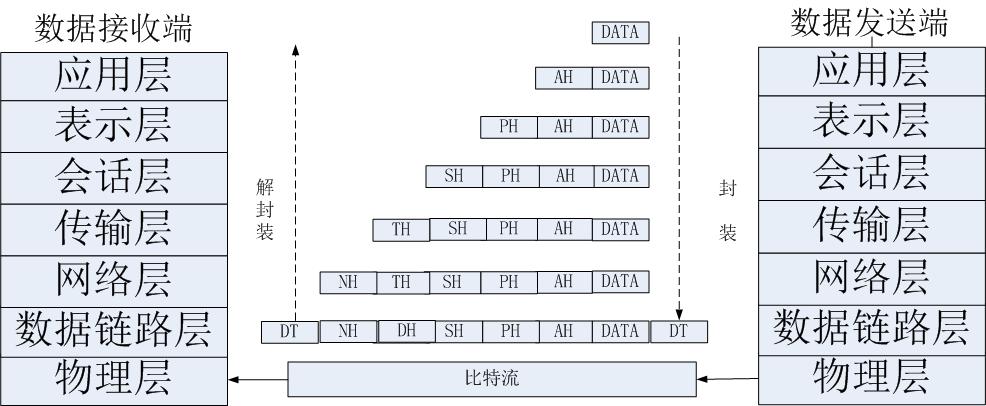 数据接收端
应用层
表示层
会话层
传输层
网络层
数据链路层
物理层
解封装
DATA
AH DATA
PH AH DATA
SH PH AH DATA
TH SH PH AH DATA
NH TH SH PH AH DATA
DT NH DH SH PH AH DATA DT
比特流
封装
数据发送端
应用层
表示层
会话层
传输层
网络层
数据链路层
物理层